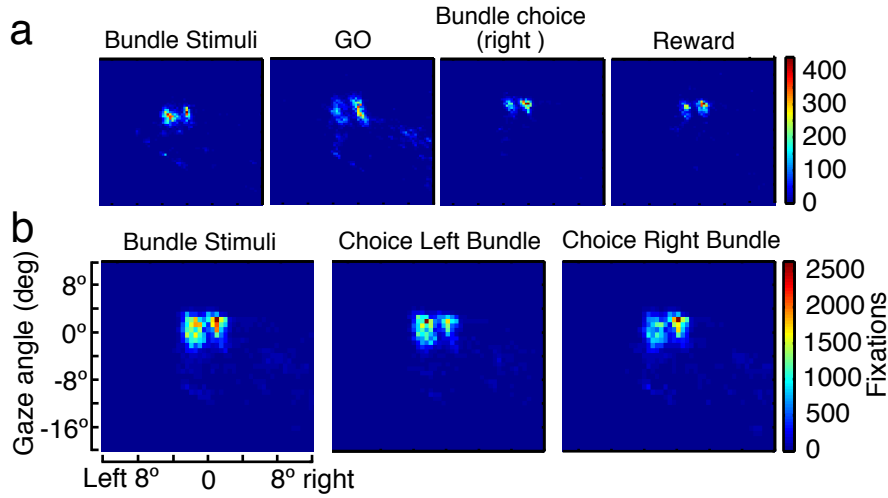 a
Bundle Stimuli
GO
Bundle choice
(right )
Reward
400
300
200
100
0
b
Bundle Stimuli
Choice Left Bundle
Choice Right Bundle
Gaze angle (deg)
8º
0º
-8º
-16º
Left 8º 0 8º right
2500
2000
1500
1000
500
0
Fixations